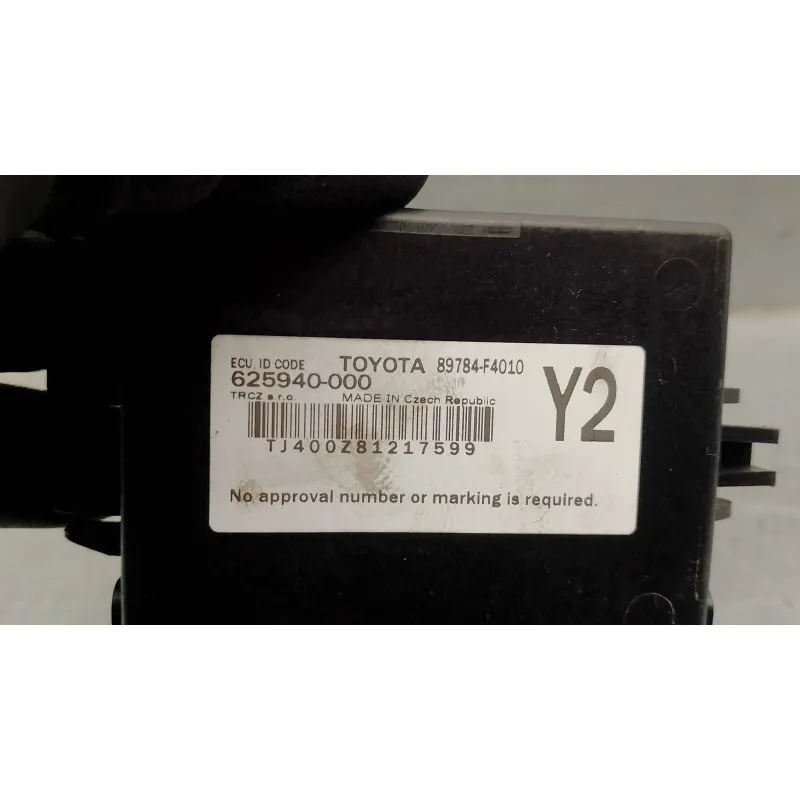 ECU, ID CODE TOYOTA 89784-F4010
625940-000 Y2
TRCZ s.r.o. MADE IN Czech Republic
TJ400Z81217599
No approval number or marking is required.